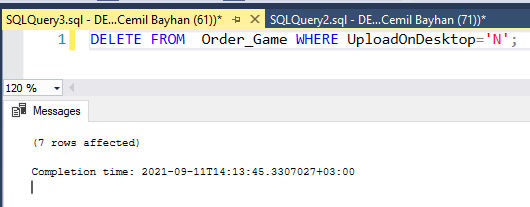 SQLQuery3.sql - DE...Cemil Bayhan (61))* SQLQuery2.sql - DE...Cemil Bayhan (71))*
1 DELETE FROM Order_Game WHERE UploadOnDesktop='N';
120 %
Messages
(7 rows affected)
Completion time: 2021-09-11T14:13:45.3307027+03:00